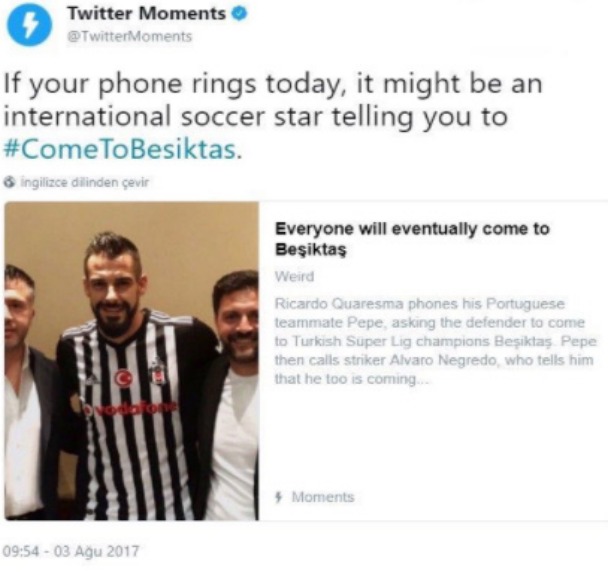 Twitter Moments
@TwitterMoments
If your phone rings today, it might be an
international soccer star telling you to
#ComeToBesiktas.
ingilizce dilinden çevir
Everyone will eventually come to
Beşiktaş
Weird
Ricardo Quaresma phones his Portuguese
teammate Pepe, asking the defender to come
to Turkish Süper Lig champions Beşiktaş. Pepe
then calls striker Alvaro Negredo, who tells him
that he too is coming...
vodafone
Moments
09:54 - 03 Ağu 2017